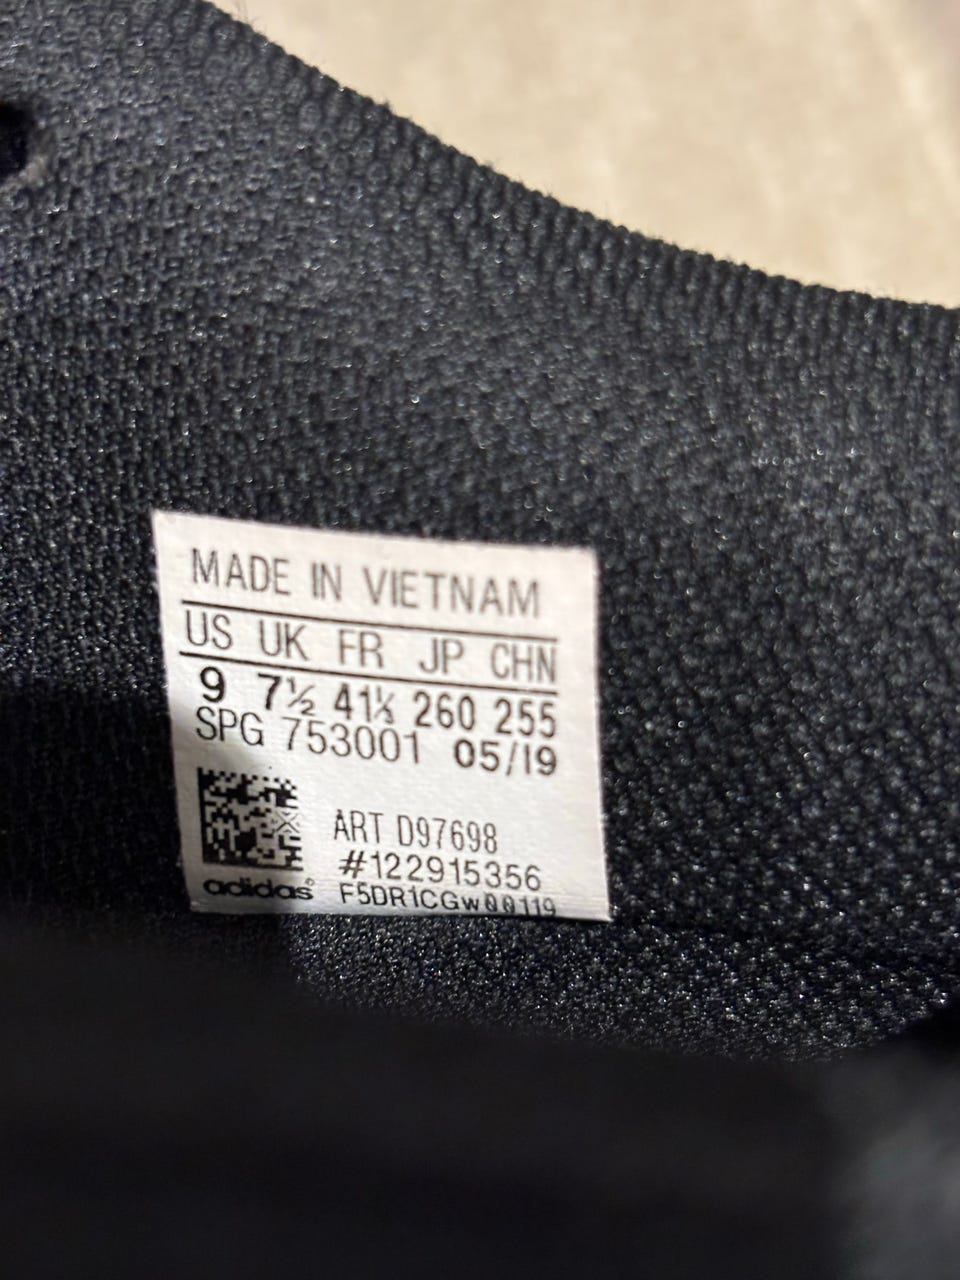 MADE IN VIETNAM
US UK FR JP CHN
9 7½ 41⅓ 260 255
SPG 753001 05/19
ART D97698
#122915356
adidas® F5DR1CGw00119